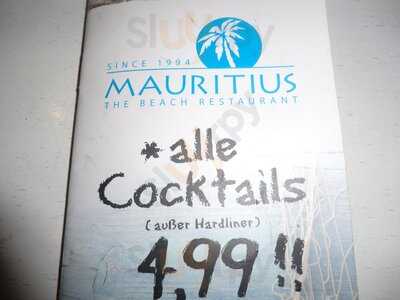 SINCE 1994
MAURITIUS
THE BEACH RESTAURANT
*alle
Cocktails
(außer Hardliner)
4,99!!